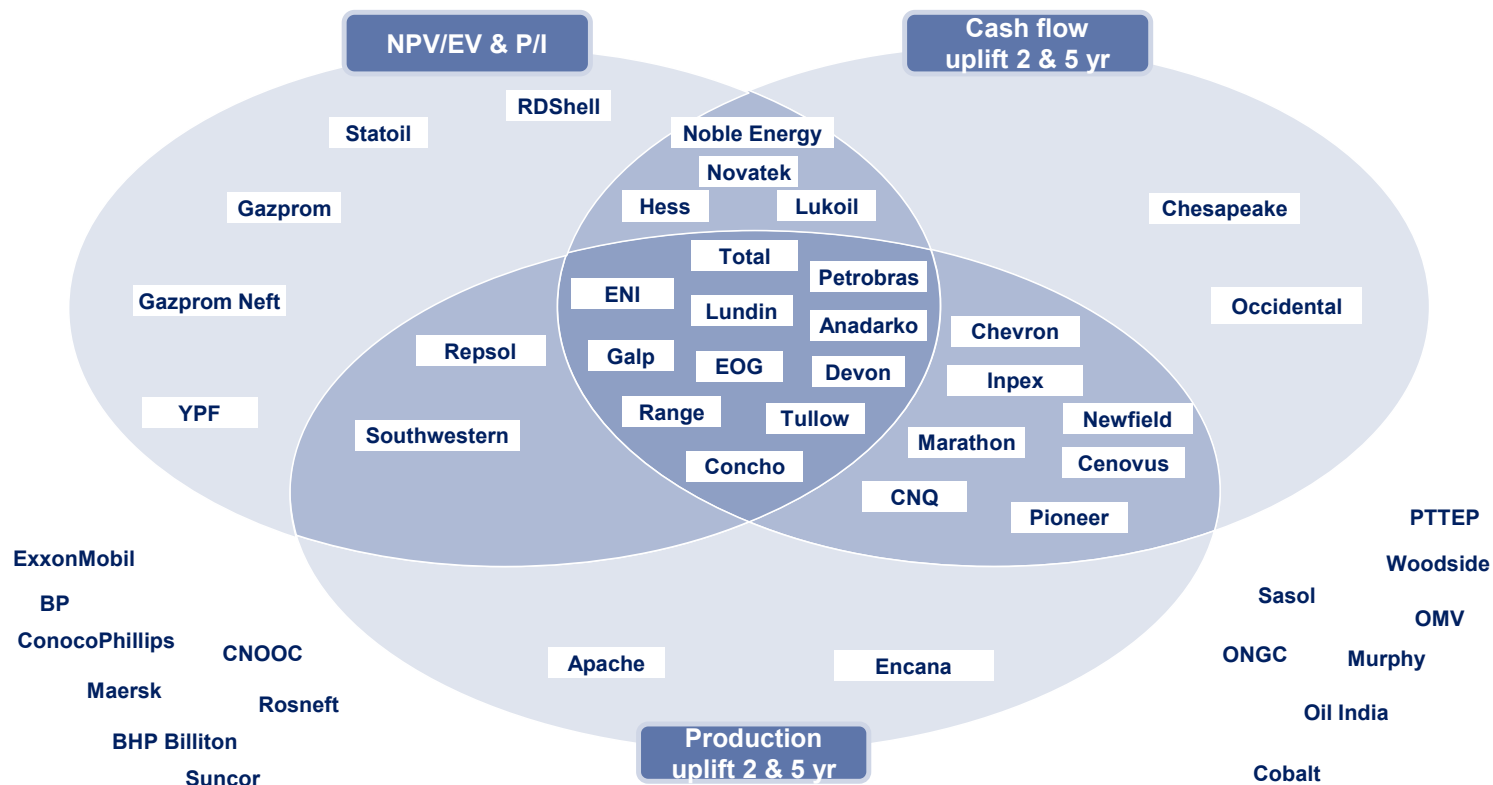 NPV/EV & P/I
Cash flow
uplift 2 & 5 yr
RDShell
Statoil
Noble Energy
Novatek
Gazprom
Hess
Lukoil
Chesapeake
Total
Petrobras
ENI
Gazprom Neft
Lundin
Occidental
Anadarko
Chevron
Repsol
Galp
EOG
Devon
Inpex
YPF
Range
Tullow
Newfield
Southwestern
Marathon
Concho
Cenovus
CNQ
Pioneer
PTTEP
ExxonMobil
Woodside
BP
Sasol
OMV
ConocoPhillips
CNOOC
Apache
Encana
ONGC
Murphy
Maersk
Rosneft
Oil India
BHP Billiton
Production
uplift 2 & 5 yr
Suncor
Cobalt